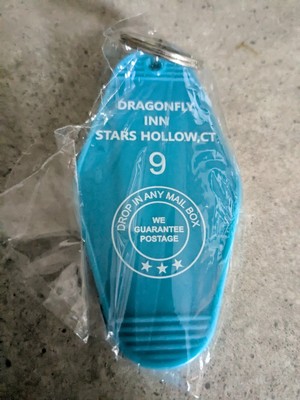 DRAGONFLY
INN
STARS HOLLOW,CT
9
DROP IN ANY MAIL BOX
WE
GUARANTEE
POSTAGE